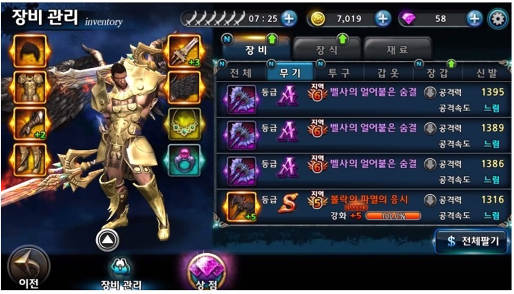 장비 관리 inventory
07 : 25
7,019
58
N 장 비
N 장 식
재 료
N 전 체
N 무 기
N 투 구
갑 옷
N 장 갑
신 발
등급 A 지역 6 벨사의 얼어붙은 숨결 공격력 1395
공격속도 느림
등급 A 지역 6 벨사의 얼어붙은 숨결 공격력 1389
공격속도 느림
등급 A 지역 6 벨사의 얼어붙은 숨결 공격력 1386
공격속도 느림
+5 등급 S 지역 5 볼락의 파멸의 응시 공격력 1316
강화 +5 100.0% 공격속도 느림
+3
+2
$ 전체팔기
이전
장비 관리
상 점